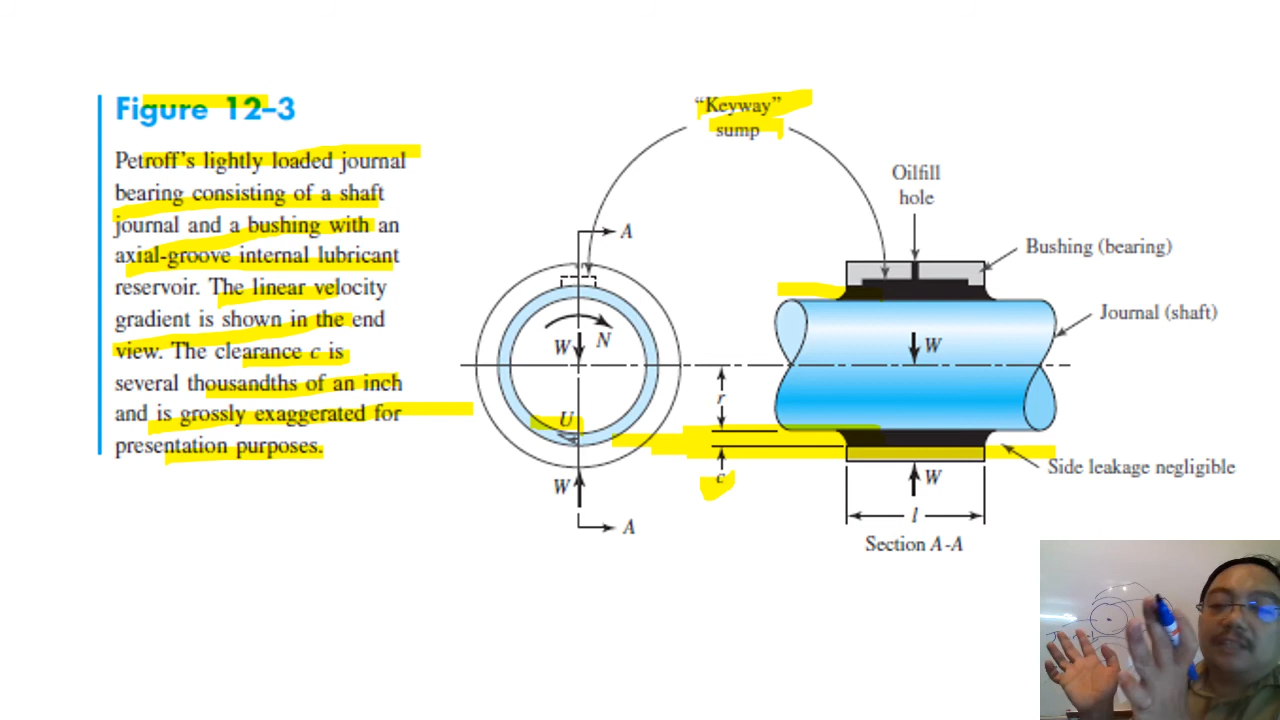 Figure 12–3
Petroff's lightly loaded journal
bearing consisting of a shaft
journal and a bushing with an
axial-groove internal lubricant
reservoir. The linear velocity
gradient is shown in the end
view. The clearance c is
several thousandths of an inch
and is grossly exaggerated for
presentation purposes.
“Keyway”
sump
Oilfill
hole
A
Bushing (bearing)
Journal (shaft)
N
W
W
r
U
c
W
W
Side leakage negligible
l
A
Section A-A